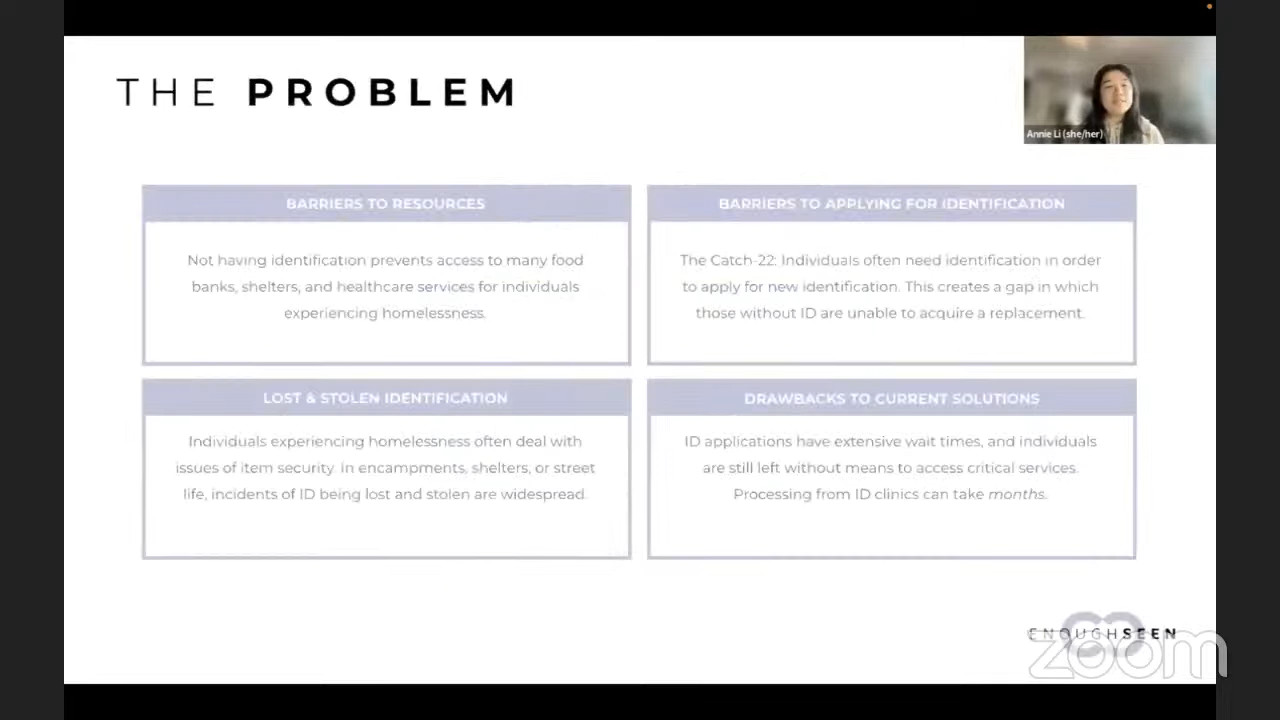 THE PROBLEM
Annie Li (she/her)
BARRIERS TO RESOURCES
Not having identification prevents access to many food
banks, shelters, and healthcare services for individuals
experiencing homelessness.
BARRIERS TO APPLYING FOR IDENTIFICATION
The Catch-22: Individuals often need identification in order
to apply for new identification. This creates a gap in which
those without ID are unable to acquire a replacement.
LOST & STOLEN IDENTIFICATION
Individuals experiencing homelessness often deal with
issues of item security. In encampments, shelters, or street
life, incidents of ID being lost and stolen are widespread.
DRAWBACKS TO CURRENT SOLUTIONS
ID applications have extensive wait times, and individuals
are still left without means to access critical services.
Processing from ID clinics can take months.
ENOUGHSEEN
zoom